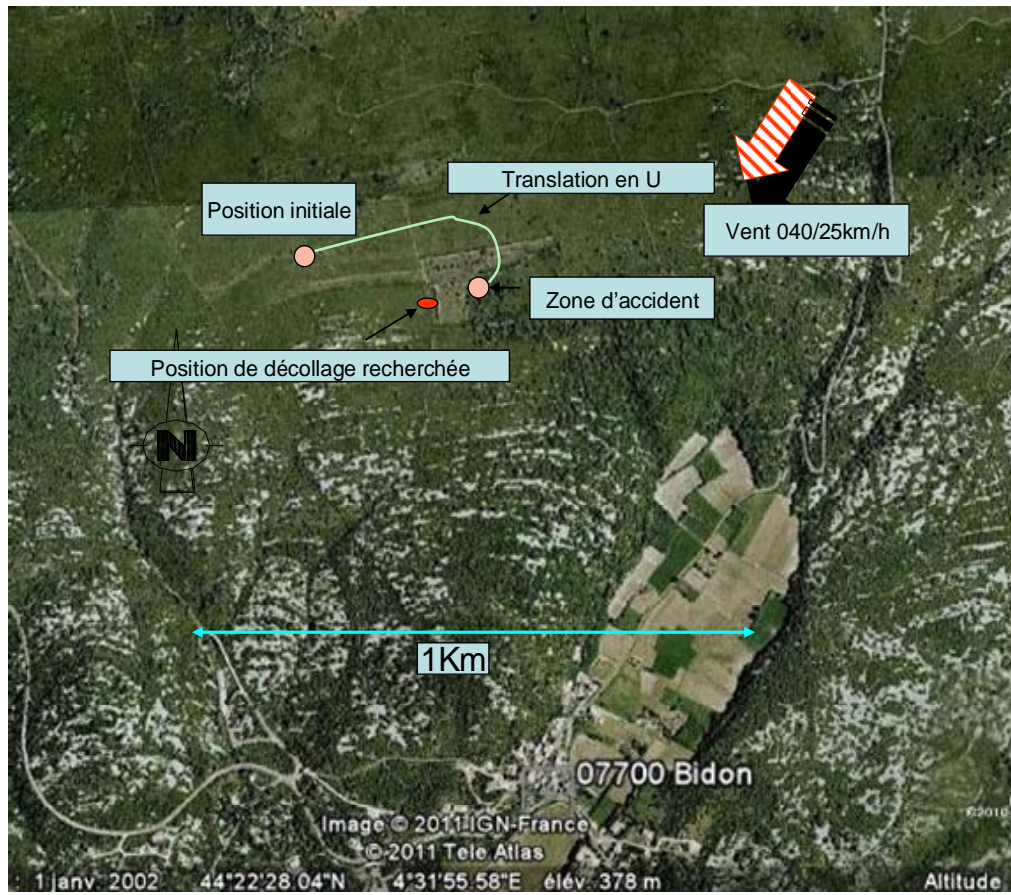 Translation en U
Position initiale
Vent 040/25km/h
Zone d'accident
Position de décollage recherchée
N
1Km
07700 Bidon
Image © 2011 IGN-France
© 2011 Tele Atlas
©2010
1 janv. 2002 44°22'28.04"N 4°31'55.58"E élév. 378 m Altitude